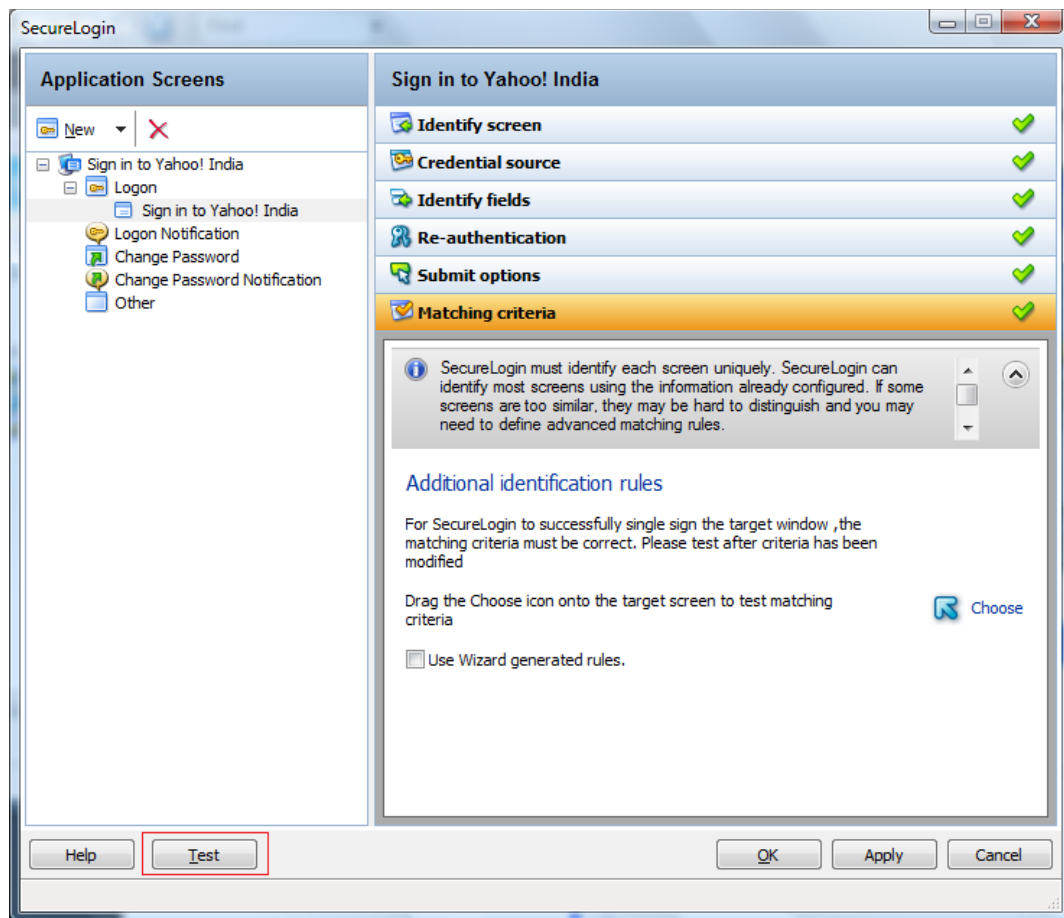 SecureLogin
Application Screens
New
Sign in to Yahoo! India
Logon
Sign in to Yahoo! India
Logon Notification
Change Password
Change Password Notification
Other
Sign in to Yahoo! India
Identify screen
Credential source
Identify fields
Re-authentication
Submit options
Matching criteria
SecureLogin must identify each screen uniquely. SecureLogin can
identify most screens using the information already configured. If some
screens are too similar, they may be hard to distinguish and you may
need to define advanced matching rules.
Additional identification rules
For SecureLogin to successfully single sign the target window ,the
matching criteria must be correct. Please test after criteria has been
modified
Drag the Choose icon onto the target screen to test matching
criteria
Choose
Use Wizard generated rules.
Help
Test
OK
Apply
Cancel